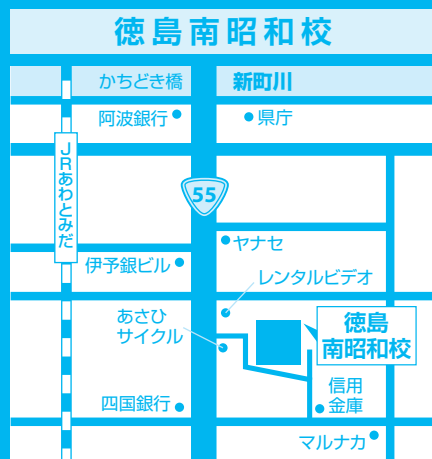 徳島南昭和校
かちどき橋
新町川
阿波銀行
県庁
JRあわとみだ
55
ヤナセ
伊予銀ビル
レンタルビデオ
あさひ
サイクル
徳島
南昭和校
信用
金庫
四国銀行
マルナカ